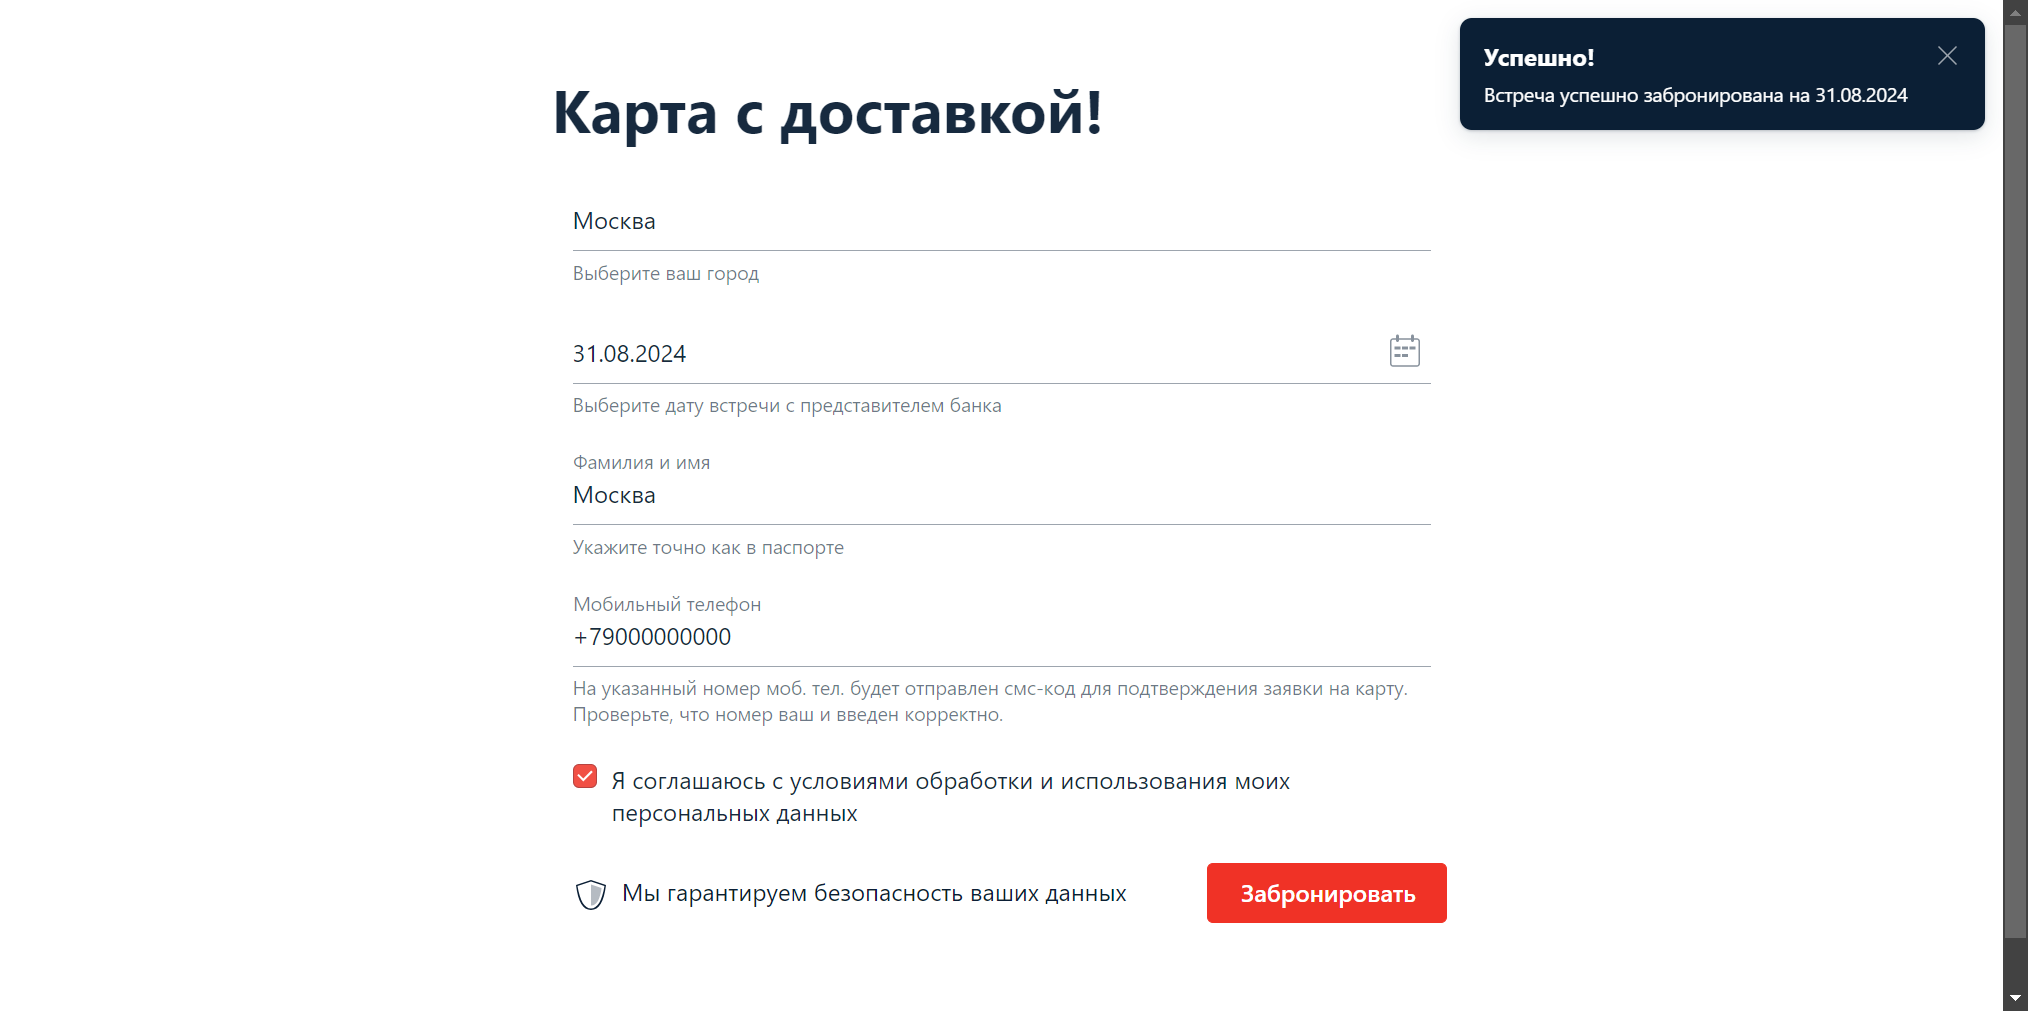 Карта с доставкой!
Успешно!
Встреча успешно забронирована на 31.08.2024
Москва
Выберите ваш город
31.08.2024
Выберите дату встречи с представителем банка
Фамилия и имя
Москва
Укажите точно как в паспорте
Мобильный телефон
+79000000000
На указанный номер моб. тел. будет отправлен смс-код для подтверждения заявки на карту.
Проверьте, что номер ваш и введен корректно.
Я соглашаюсь с условиями обработки и использования моих
персональных данных
Мы гарантируем безопасность ваших данных
Забронировать